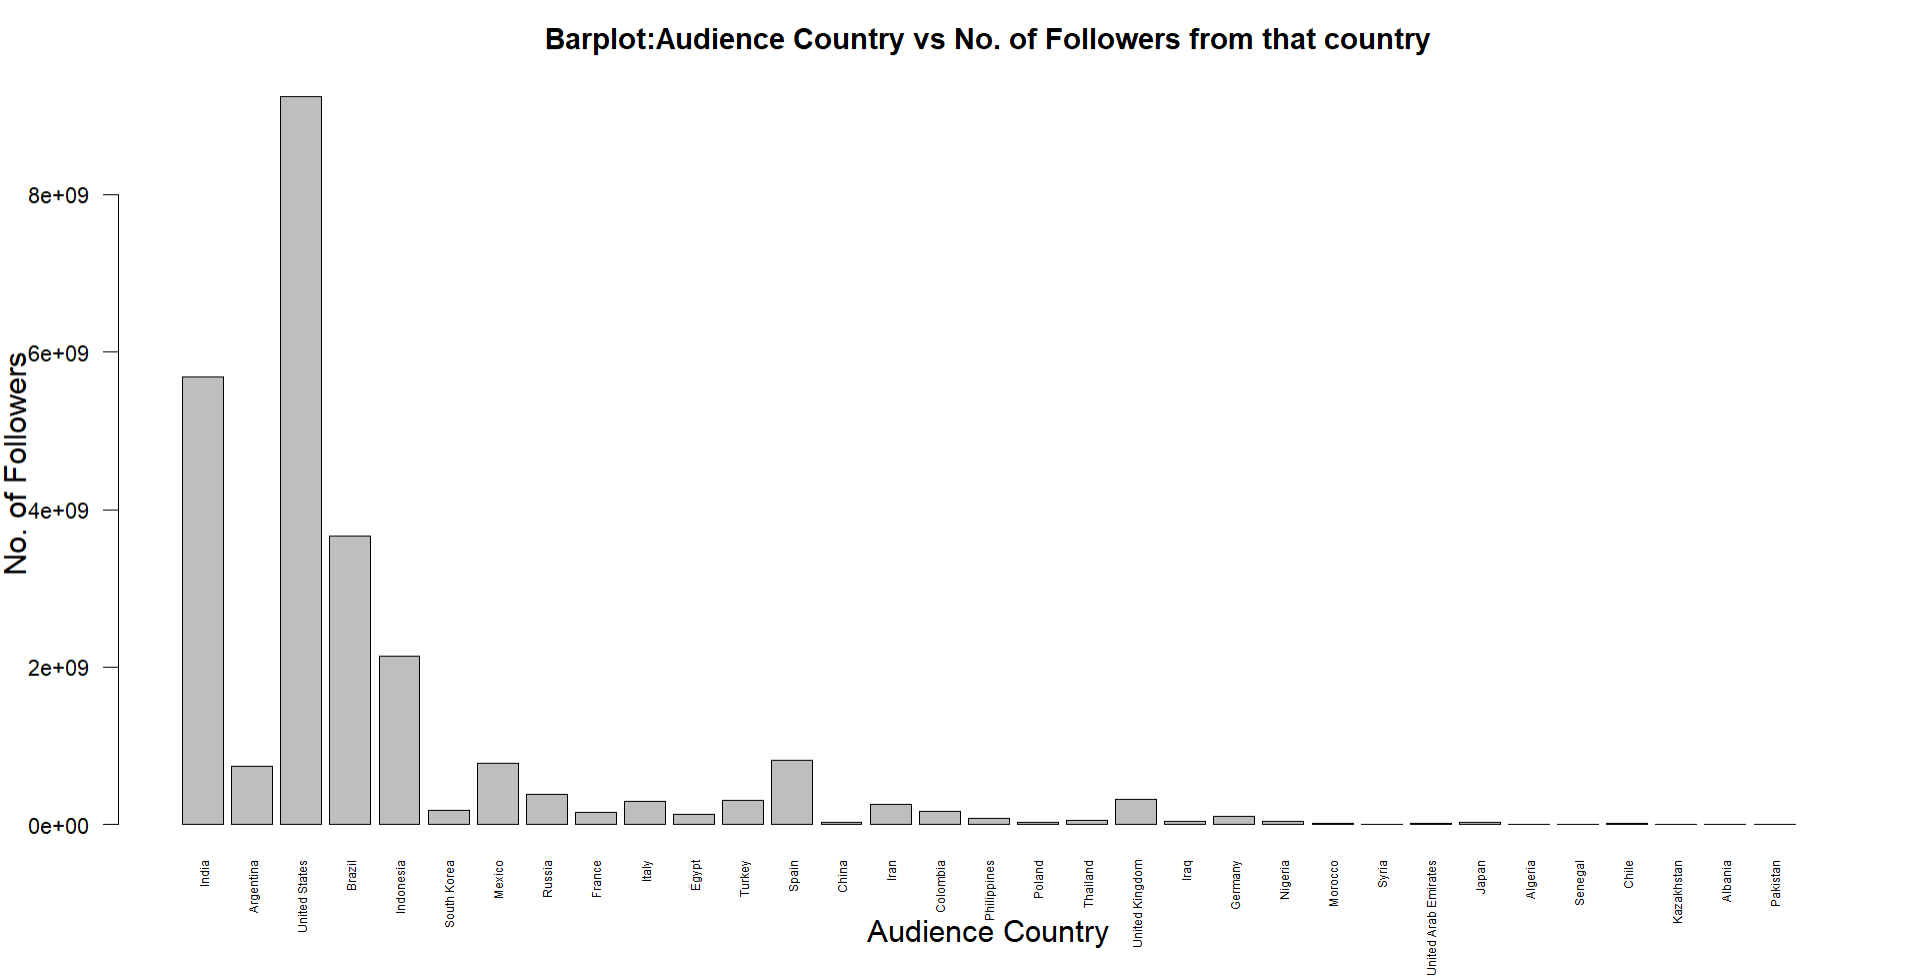 Barplot:Audience Country vs No. of Followers from that country
No. of Followers
8e+09
6e+09
4e+09
2e+09
0e+00
India
Argentina
United States
Brazil
Indonesia
South Korea
Mexico
Russia
France
Italy
Egypt
Turkey
Spain
China
Iran
Colombia
Philippines
Poland
Thailand
United Kingdom
Iraq
Germany
Nigeria
Morocco
Syria
United Arab Emirates
Japan
Algeria
Senegal
Chile
Kazakhstan
Albania
Pakistan
Audience Country